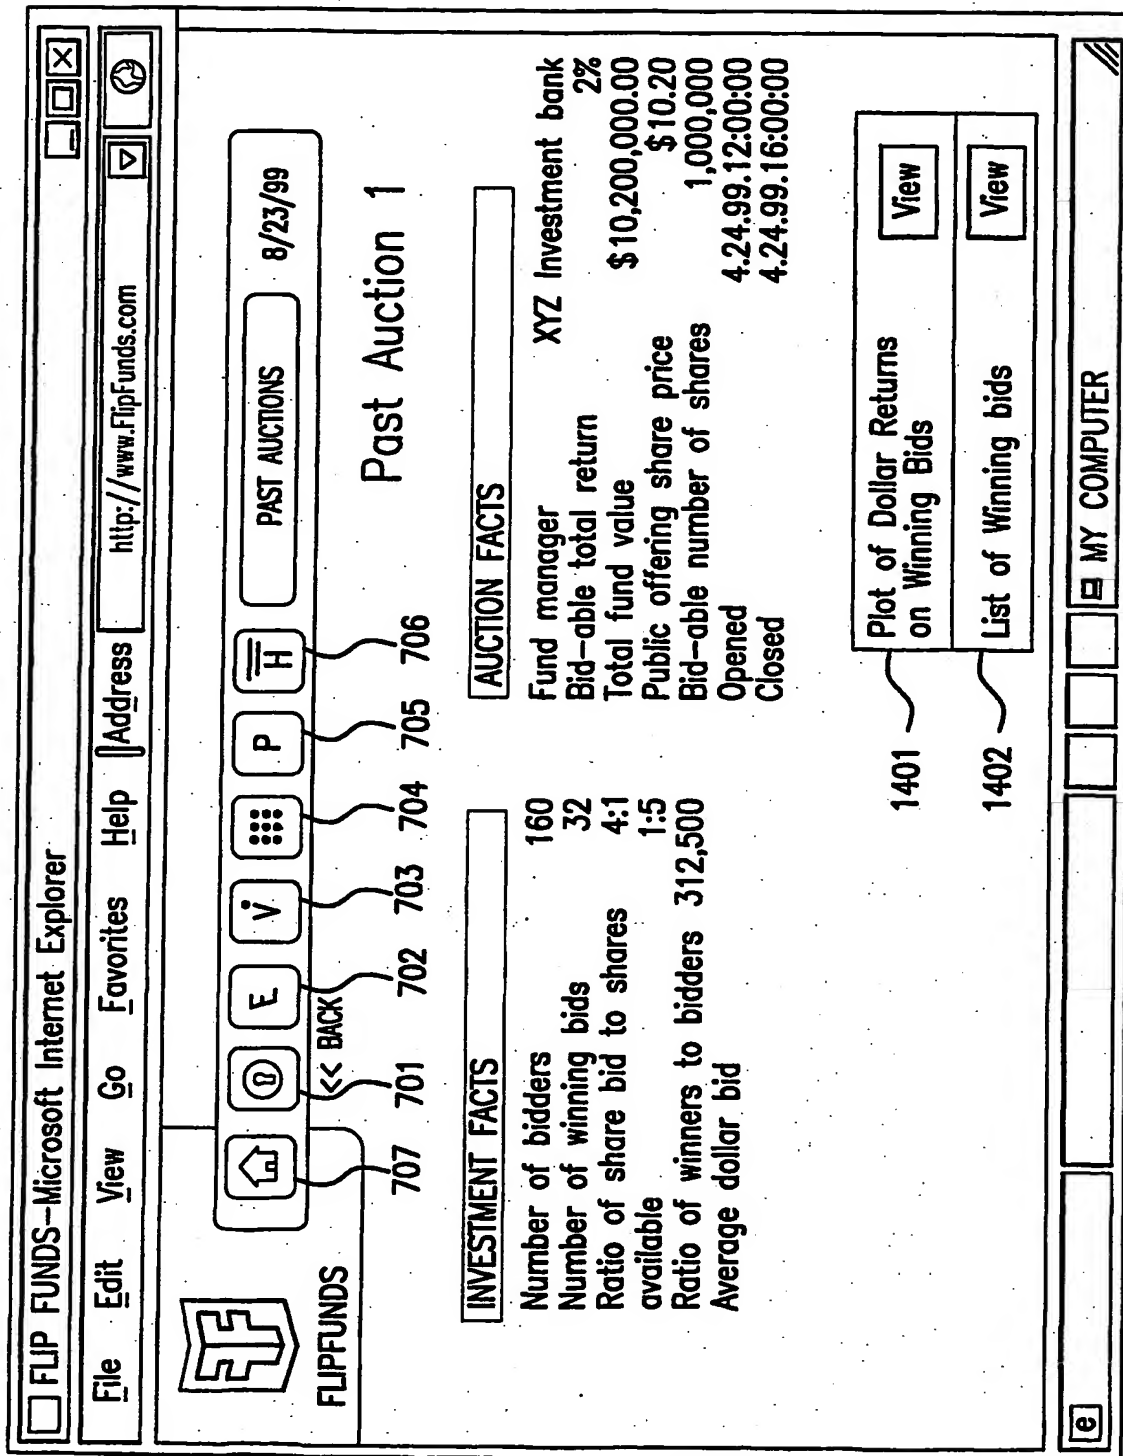 FLIP FUNDS–Microsoft Internet Explorer
File Edit View Go Favorites Help Address http://www.FlipFunds.com
FLIPFUNDS
E V P H PAST AUCTIONS 8/23/99
<< BACK
707 701 702 703 704 705 706
Past Auction 1
INVESTMENT FACTS
Number of bidders 160
Number of winning bids 32
Ratio of share bid to shares 4:1
available 1:5
Ratio of winners to bidders 312,500
Average dollar bid
AUCTION FACTS
Fund manager XYZ Investment bank
Bid–able total return 2%
Total fund value $10,200,000.00
Public offering share price $10.20
Bid–able number of shares 1,000,000
Opened 4.24.99.12:00:00
Closed 4.24.99.16:00:00
1401 Plot of Dollar Returns
on Winning Bids View
1402 List of Winning bids View
e MY COMPUTER